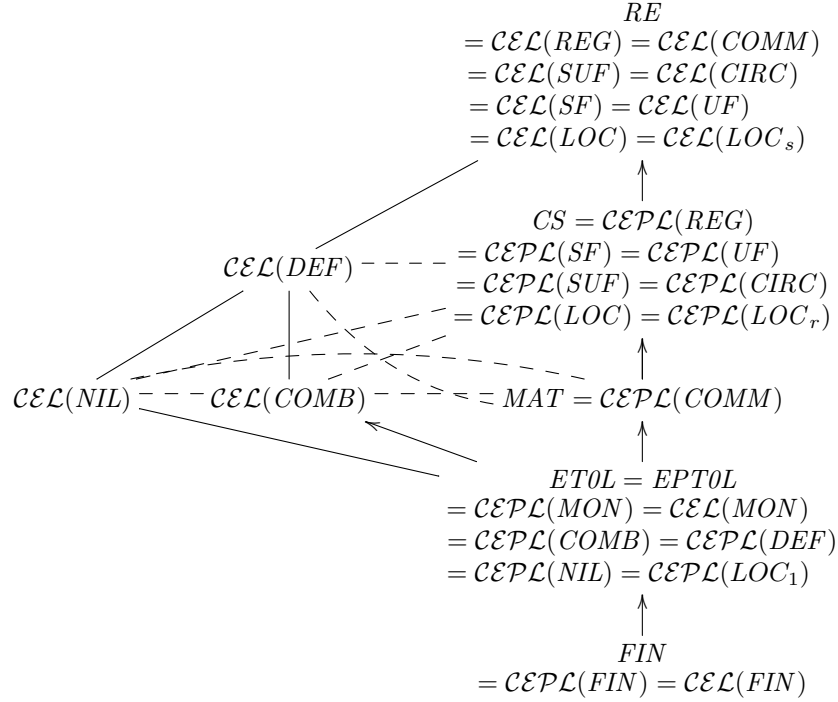 RE
= 𝒞ℰℒ(REG) = 𝒞ℰℒ(COMM)
= 𝒞ℰℒ(SUF) = 𝒞ℰℒ(CIRC)
= 𝒞ℰℒ(SF) = 𝒞ℰℒ(UF)
= 𝒞ℰℒ(LOC) = 𝒞ℰℒ(LOCₛ)
CS = 𝒞ℰ𝒫ℒ(REG)
𝒞ℰℒ(DEF)
= 𝒞ℰ𝒫ℒ(SF) = 𝒞ℰ𝒫ℒ(UF)
= 𝒞ℰ𝒫ℒ(SUF) = 𝒞ℰ𝒫ℒ(CIRC)
= 𝒞ℰ𝒫ℒ(LOC) = 𝒞ℰ𝒫ℒ(LOCᵣ)
𝒞ℰℒ(NIL) 𝒞ℰℒ(COMB) MAT = 𝒞ℰ𝒫ℒ(COMM)
ET0L = EPT0L
= 𝒞ℰ𝒫ℒ(MON) = 𝒞ℰℒ(MON)
= 𝒞ℰ𝒫ℒ(COMB) = 𝒞ℰ𝒫ℒ(DEF)
= 𝒞ℰ𝒫ℒ(NIL) = 𝒞ℰ𝒫ℒ(LOC₁)
FIN
= 𝒞ℰ𝒫ℒ(FIN) = 𝒞ℰℒ(FIN)